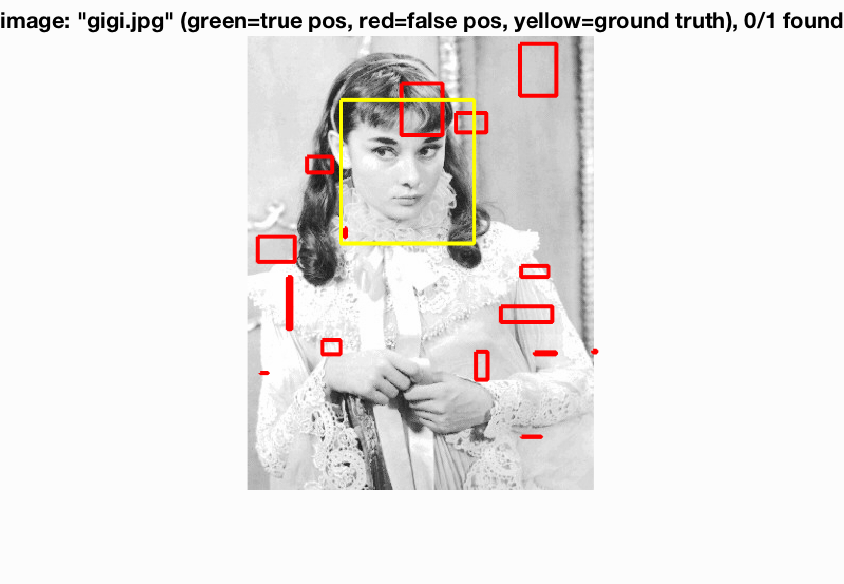 image: "gigi.jpg" (green=true pos, red=false pos, yellow=ground truth), 0/1 found